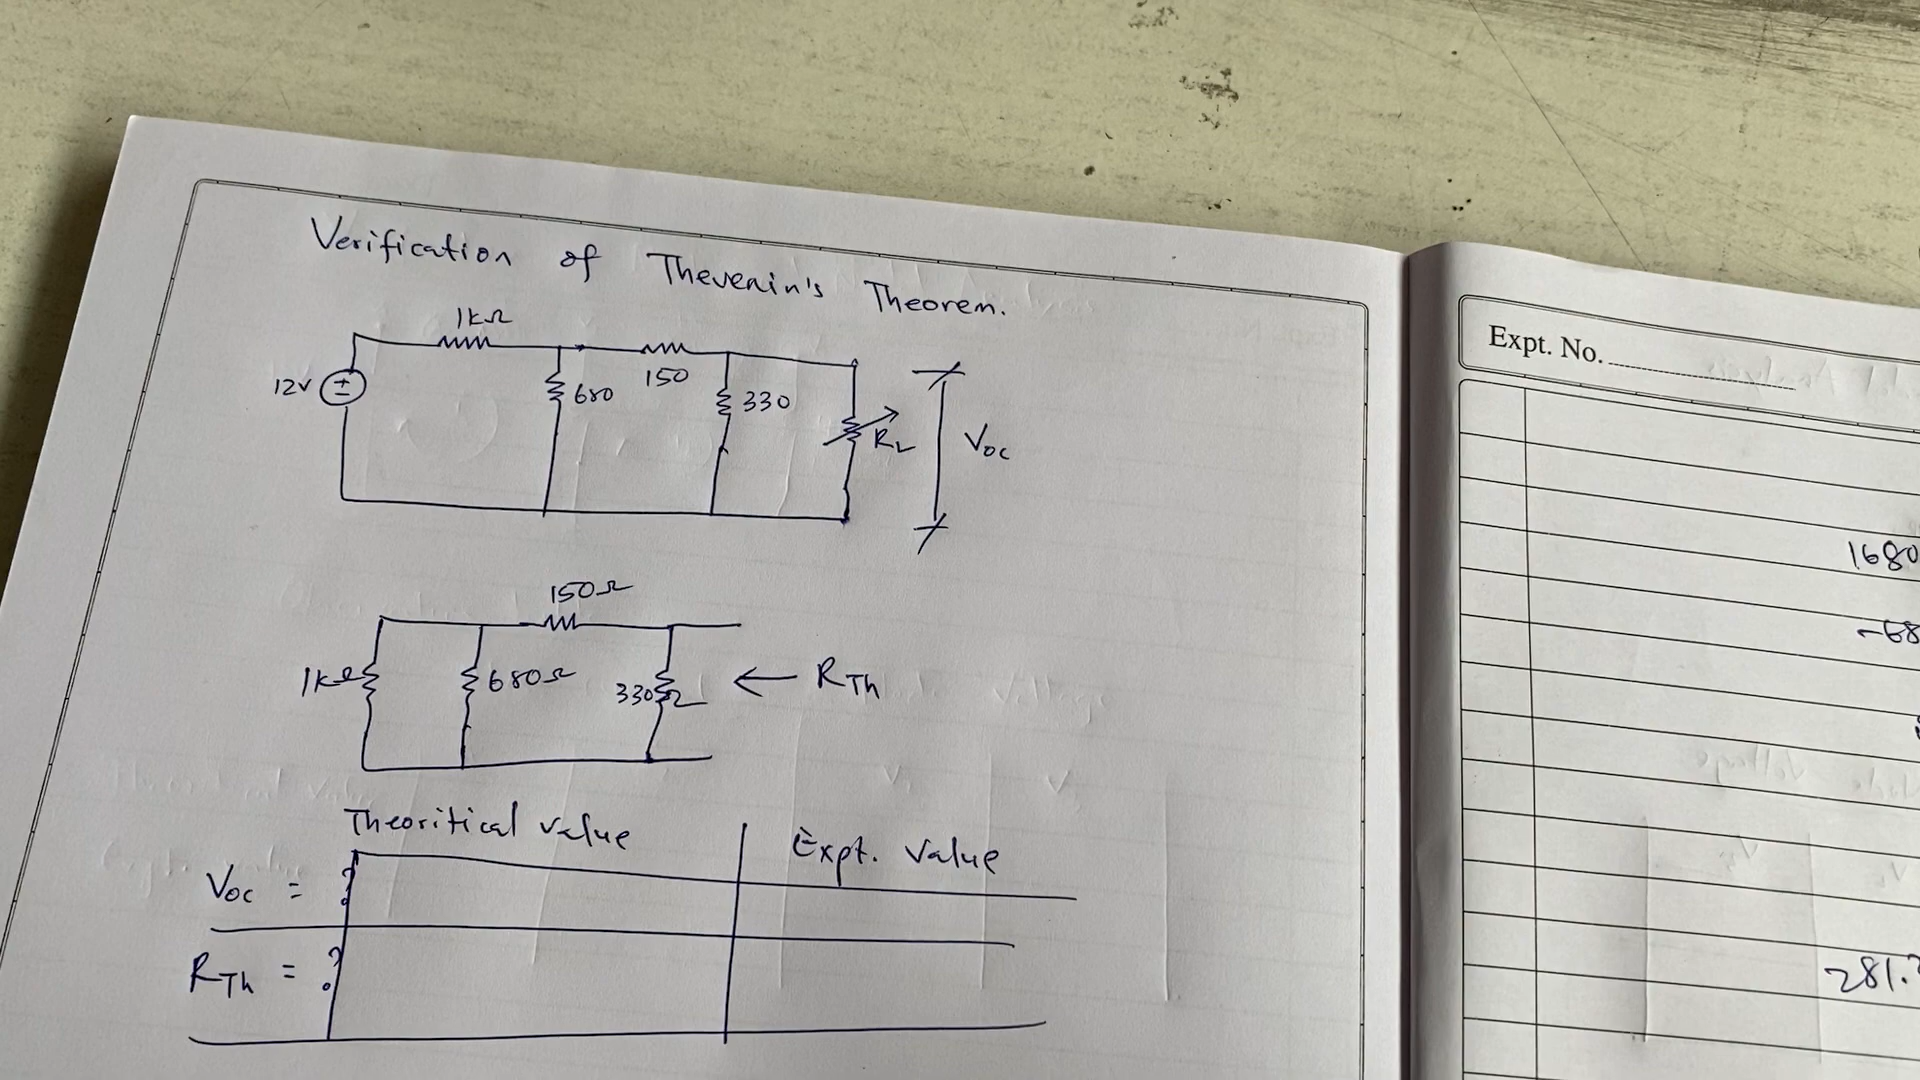 Verification of Thevenin's Theorem.
1kΩ
12V
680
150
330
RL
Voc
150Ω
1kΩ
680Ω
330Ω
← RTh
Theoritical value
Expt. Value
Voc = ?
RTh = ?
Expt. No.
1680
-68
281.